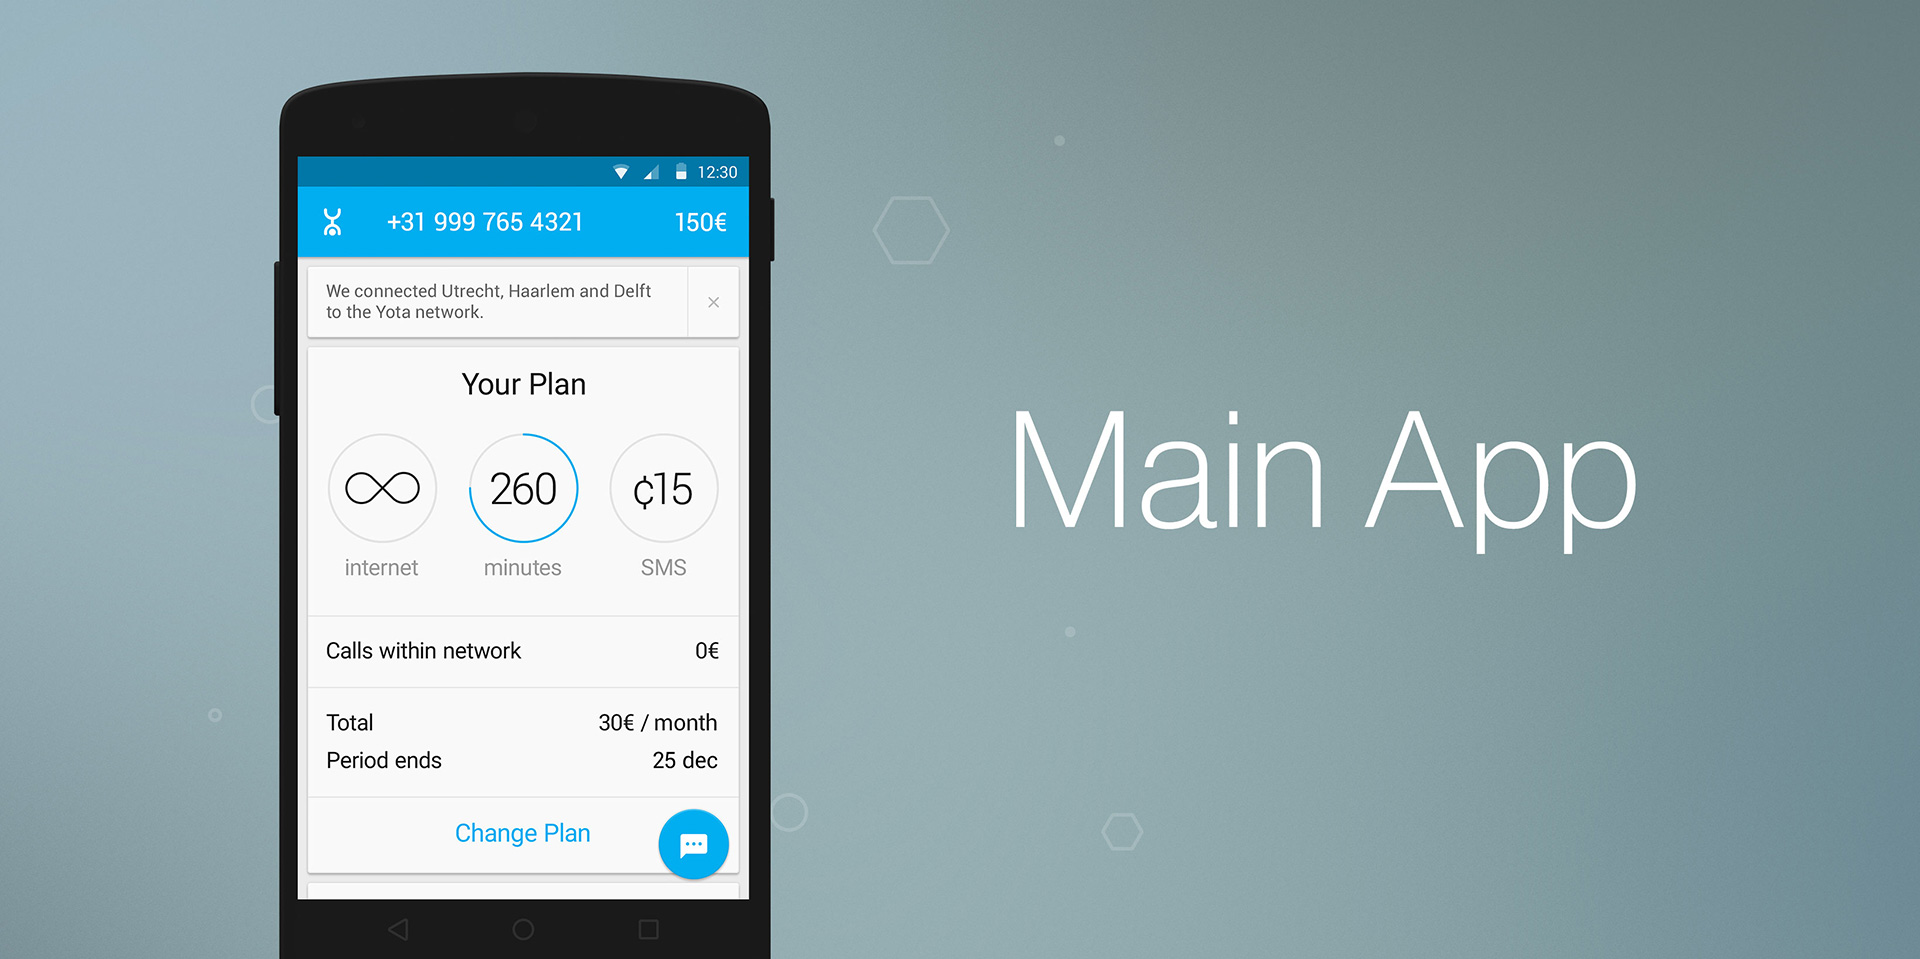 12:30
+31 999 765 4321 150€
We connected Utrecht, Haarlem and Delft
to the Yota network.
Your Plan
260 ¢15
internet minutes SMS
Calls within network 0€
Total 30€ / month
Period ends 25 dec
Change Plan
Main App